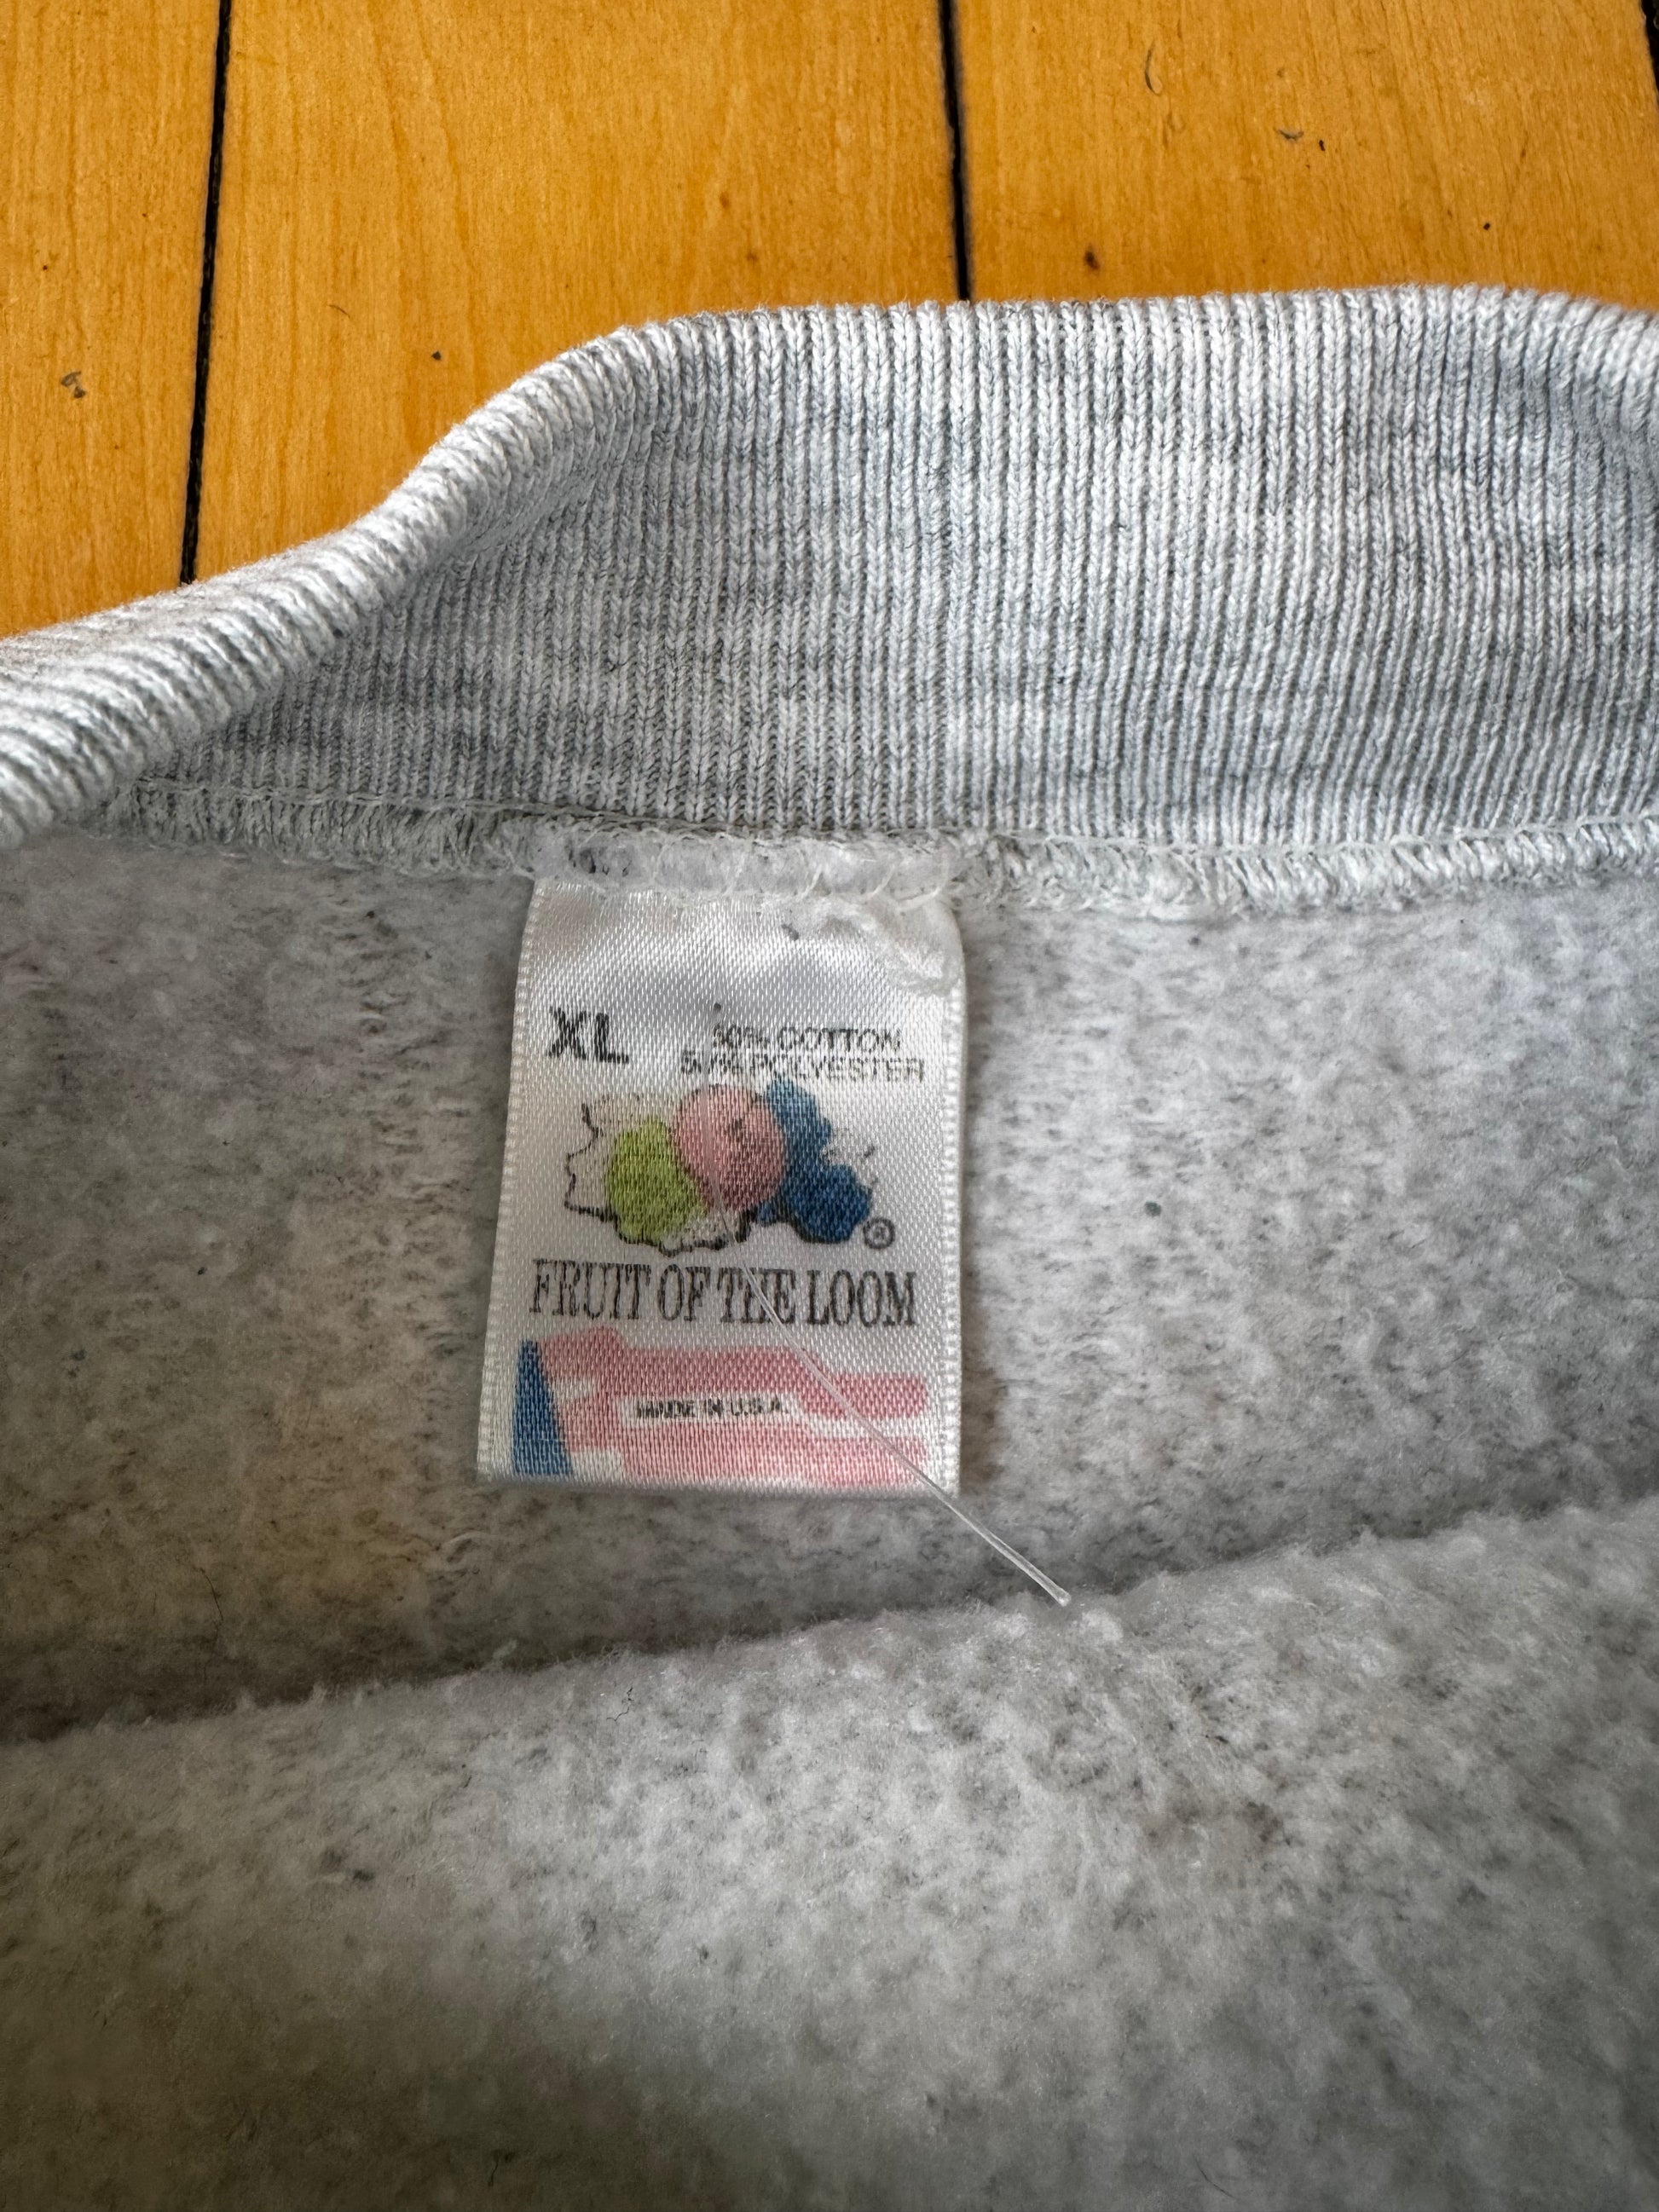 XL
50% COTTON
50% POLYESTER
®
FRUIT OF THE LOOM
MADE IN U.S.A.